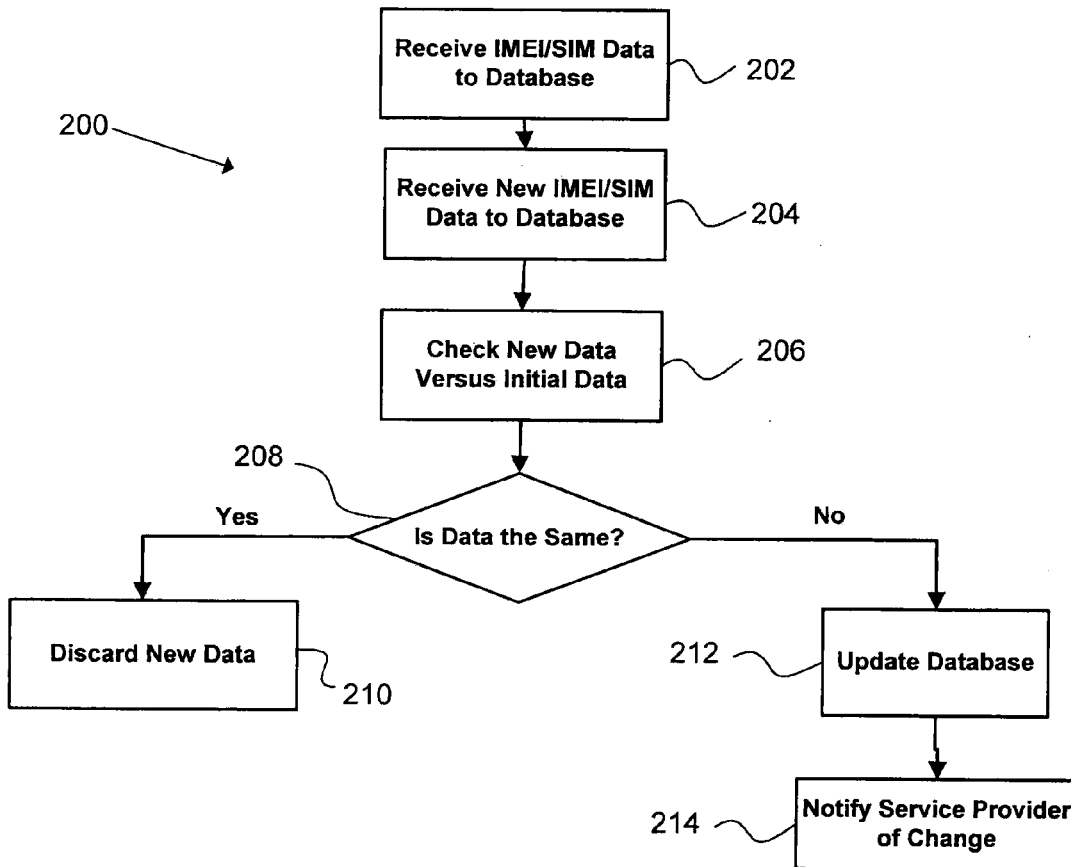 Receive IMEI/SIM Data
to Database
202
200
Receive New IMEI/SIM
Data to Database
204
Check New Data
Versus Initial Data
206
208
Yes
Is Data the Same?
No
Discard New Data
210
212
Update Database
214
Notify Service Provider
of Change